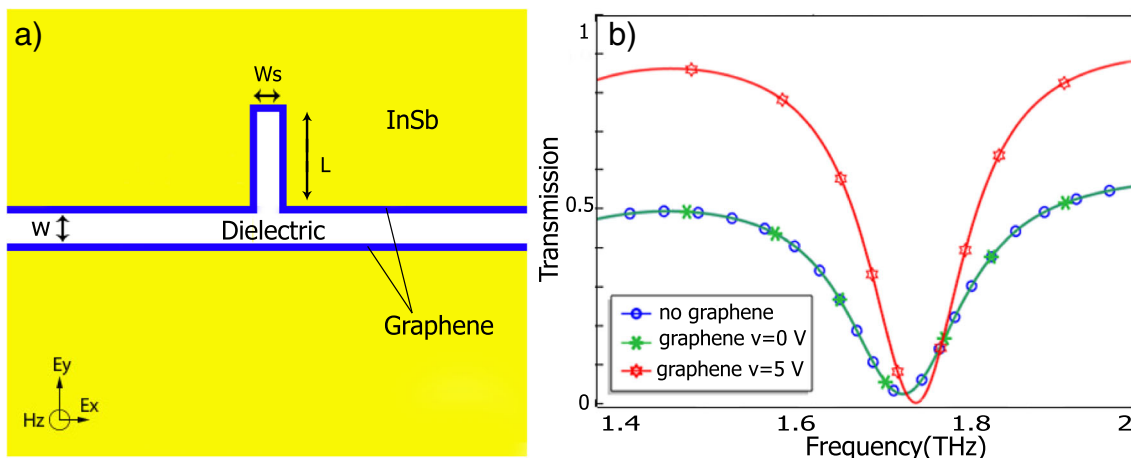 a)
Ws
InSb
L
W
Dielectric
Graphene
Ey
Hz
Ex
b)
1
0.5
0
Transmission
no graphene
graphene v=0 V
graphene v=5 V
1.4
1.6
1.8
2
Frequency(THz)